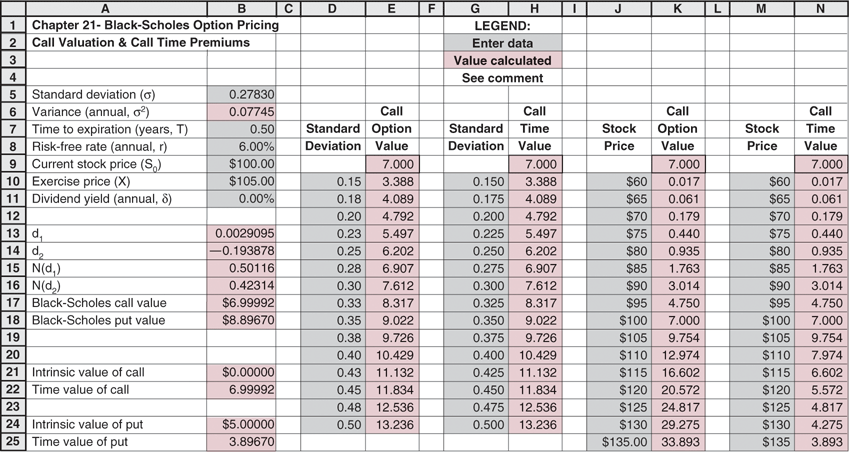 A B C D E F G H I J K L M N
1 Chapter 21- Black-Scholes Option Pricing LEGEND:
2 Call Valuation & Call Time Premiums Enter data
3 Value calculated
4 See comment
5 Standard deviation (σ) 0.27830
6 Variance (annual, σ²) 0.07745 Call Call Call Call
7 Time to expiration (years, T) 0.50 Standard Option Standard Time Stock Option Stock Time
8 Risk-free rate (annual, r) 6.00% Deviation Value Deviation Value Price Value Price Value
9 Current stock price (S₀) $100.00 7.000 7.000 7.000 7.000
10 Exercise price (X) $105.00 0.15 3.388 0.150 3.388 $60 0.017 $60 0.017
11 Dividend yield (annual, δ) 0.00% 0.18 4.089 0.175 4.089 $65 0.061 $65 0.061
12 0.20 4.792 0.200 4.792 $70 0.179 $70 0.179
13 d₁ 0.0029095 0.23 5.497 0.225 5.497 $75 0.440 $75 0.440
14 d₂ —0.193878 0.25 6.202 0.250 6.202 $80 0.935 $80 0.935
15 N(d₁) 0.50116 0.28 6.907 0.275 6.907 $85 1.763 $85 1.763
16 N(d₂) 0.42314 0.30 7.612 0.300 7.612 $90 3.014 $90 3.014
17 Black-Scholes call value $6.99992 0.33 8.317 0.325 8.317 $95 4.750 $95 4.750
18 Black-Scholes put value $8.89670 0.35 9.022 0.350 9.022 $100 7.000 $100 7.000
19 0.38 9.726 0.375 9.726 $105 9.754 $105 9.754
20 0.40 10.429 0.400 10.429 $110 12.974 $110 7.974
21 Intrinsic value of call $0.00000 0.43 11.132 0.425 11.132 $115 16.602 $115 6.602
22 Time value of call 6.99992 0.45 11.834 0.450 11.834 $120 20.572 $120 5.572
23 0.48 12.536 0.475 12.536 $125 24.817 $125 4.817
24 Intrinsic value of put $5.00000 0.50 13.236 0.500 13.236 $130 29.275 $130 4.275
25 Time value of put 3.89670 $135.00 33.893 $135 3.893